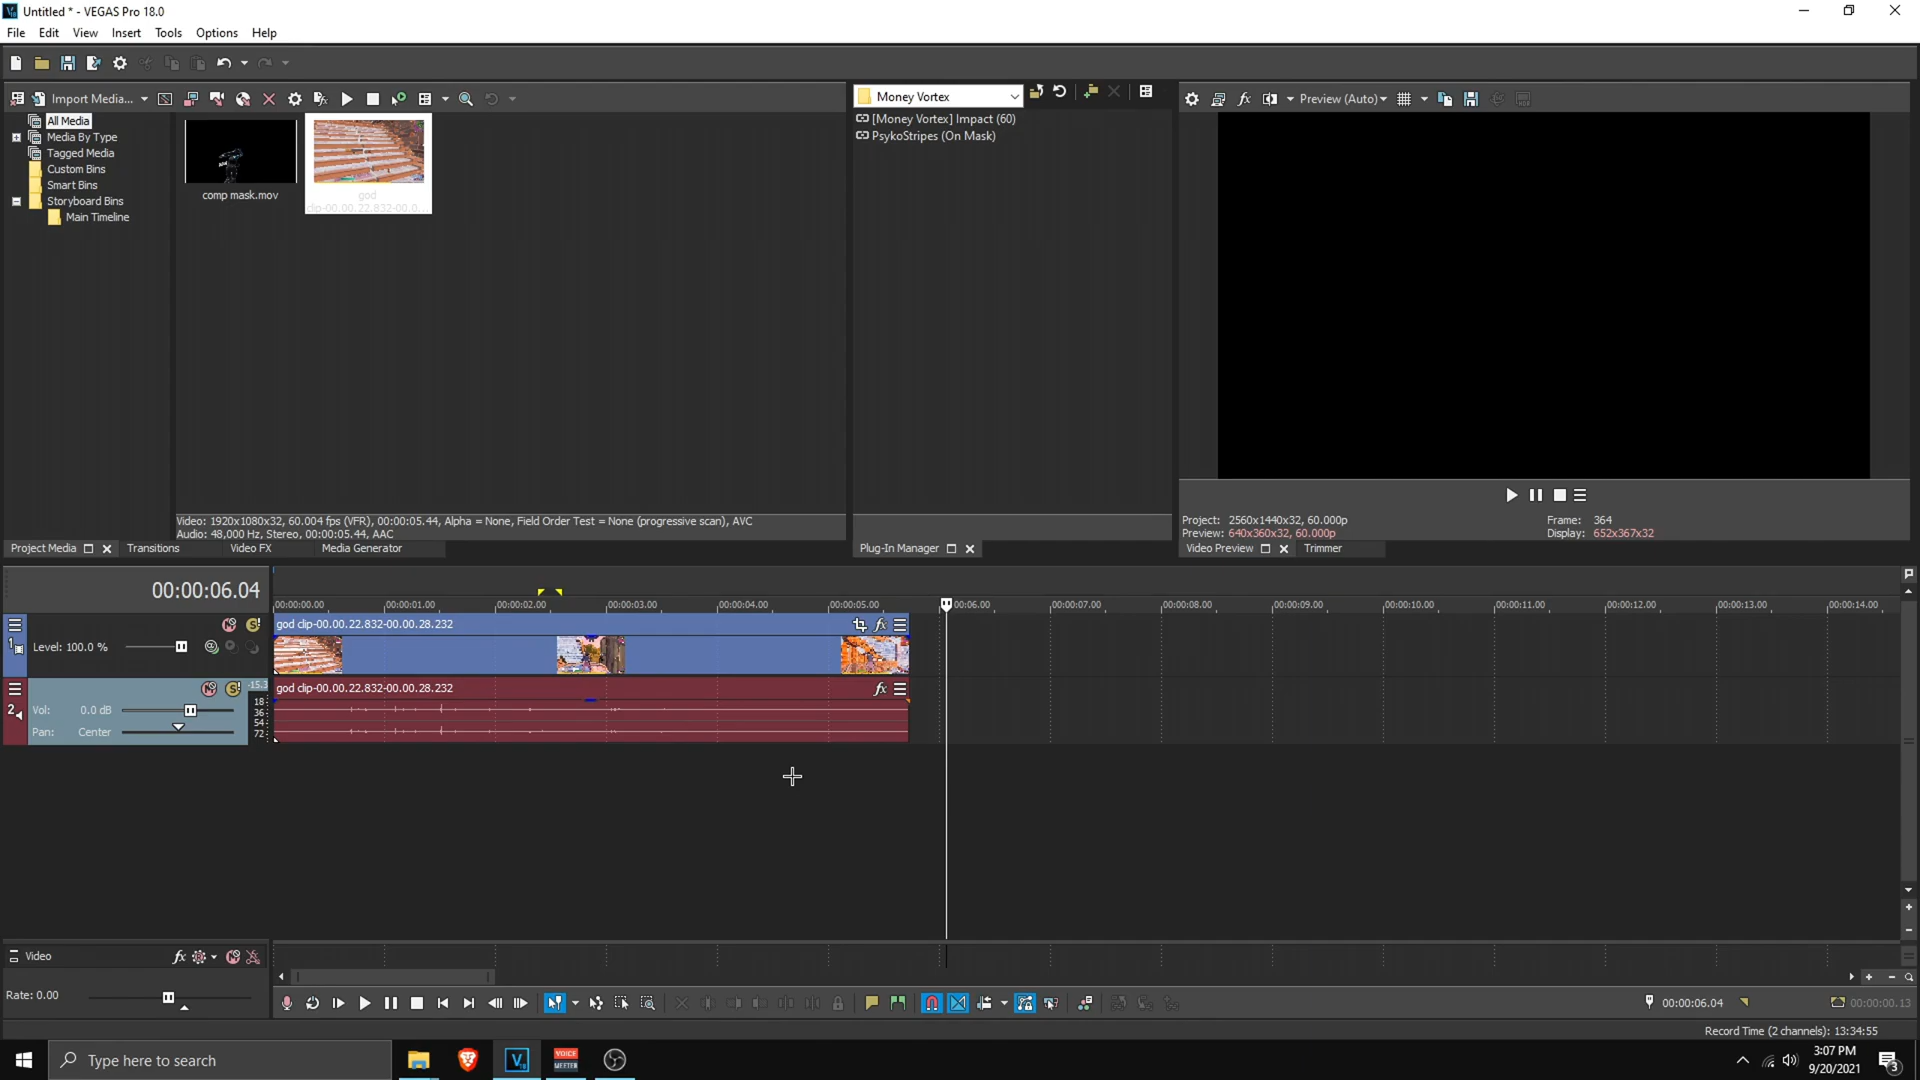 Untitled * - VEGAS Pro 18.0
File Edit View Insert Tools Options Help
Import Media...
All Media
Media By Type
Tagged Media
Custom Bins
Smart Bins
Storyboard Bins
Main Timeline
comp mask.mov
god
clip-00.00.22.832-00.0...
Video: 1920x1080x32, 60.004 fps (VFR), 00:00:05.44, Alpha = None, Field Order Test = None (progressive scan), AVC
Audio: 48,000 Hz, Stereo, 00:00:05.44, AAC
Project Media Transitions Video FX Media Generator
Money Vortex
[Money Vortex] Impact (60)
PsykoStripes (On Mask)
Plug-In Manager
fx Preview (Auto)
Project: 2560x1440x32, 60.000p Frame: 364
Preview: 640x360x32, 60.000p Display: 652x367x32
Video Preview Trimmer
00:00:06.04
00:00:00.00 00:00:01.00 00:00:02.00 00:00:03.00 00:00:04.00 00:00:05.00 00:06.00 00:00:07.00 00:00:08.00 00:00:09.00 00:00:10.00 00:00:11.00 00:00:12.00 00:00:13.00 00:00:14.00
god clip-00.00.22.832-00.00.28.232 fx
1 Level: 100.0 %
god clip-00.00.22.832-00.00.28.232 fx
-15.3
2 Vol: 0.0 dB
Pan: Center
18
36
54
72
Video fx
Rate: 0.00
00:00:06.04 00:00:00.13
Record Time (2 channels): 13:34:55
Type here to search
VOICE
MEETER
3:07 PM
9/20/2021
3